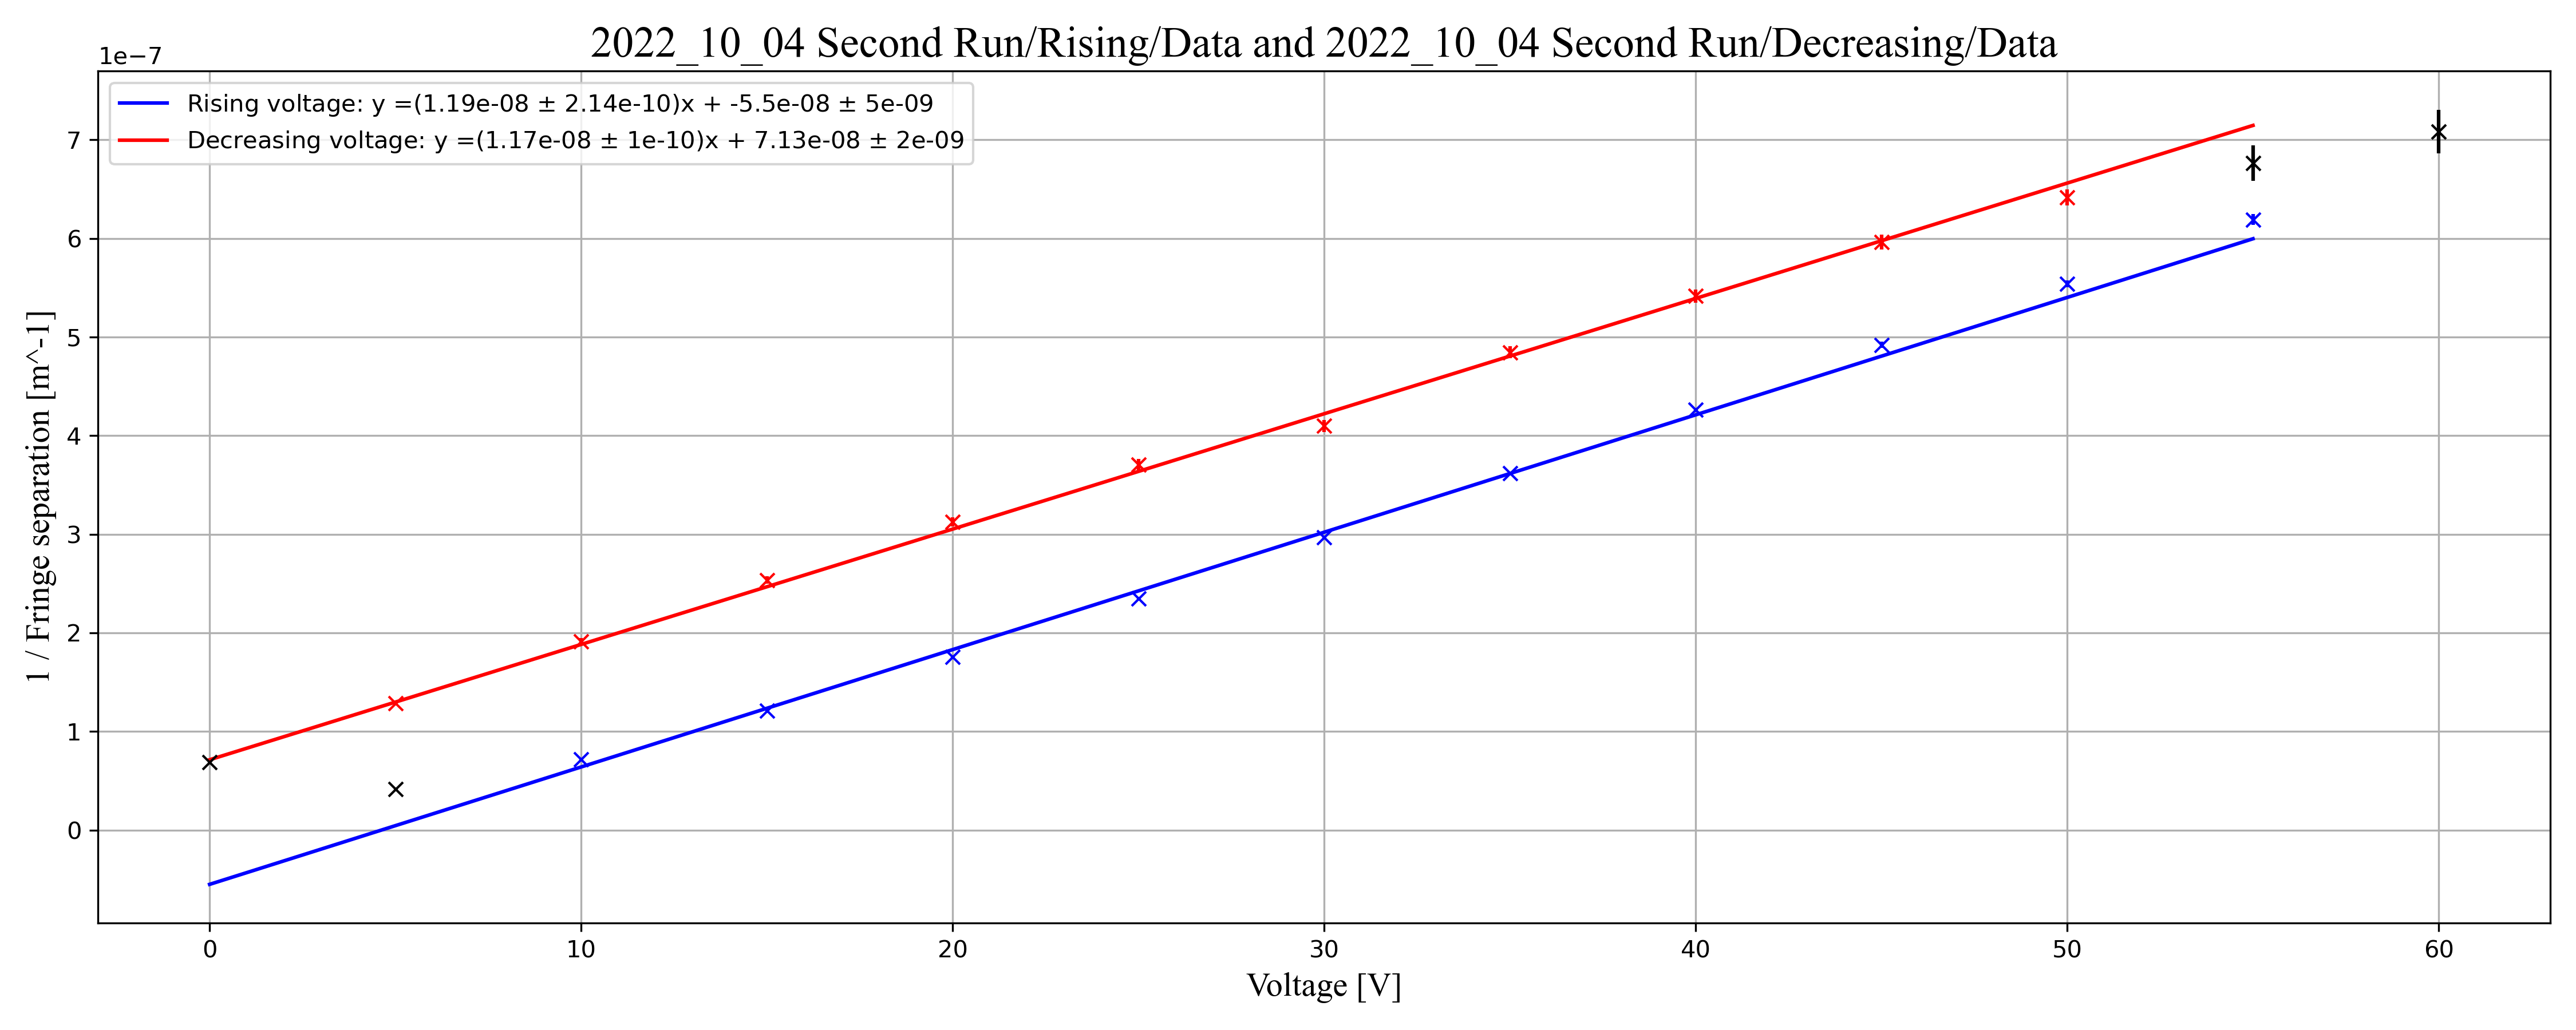 2022_10_04 Second Run/Rising/Data and 2022_10_04 Second Run/Decreasing/Data
1e−7
Rising voltage: y =(1.19e-08 ± 2.14e-10)x + -5.5e-08 ± 5e-09
Decreasing voltage: y =(1.17e-08 ± 1e-10)x + 7.13e-08 ± 2e-09
7
6
5
4
3
2
1
0
1 / Fringe separation [m^-1]
0 10 20 30 40 50 60
Voltage [V]